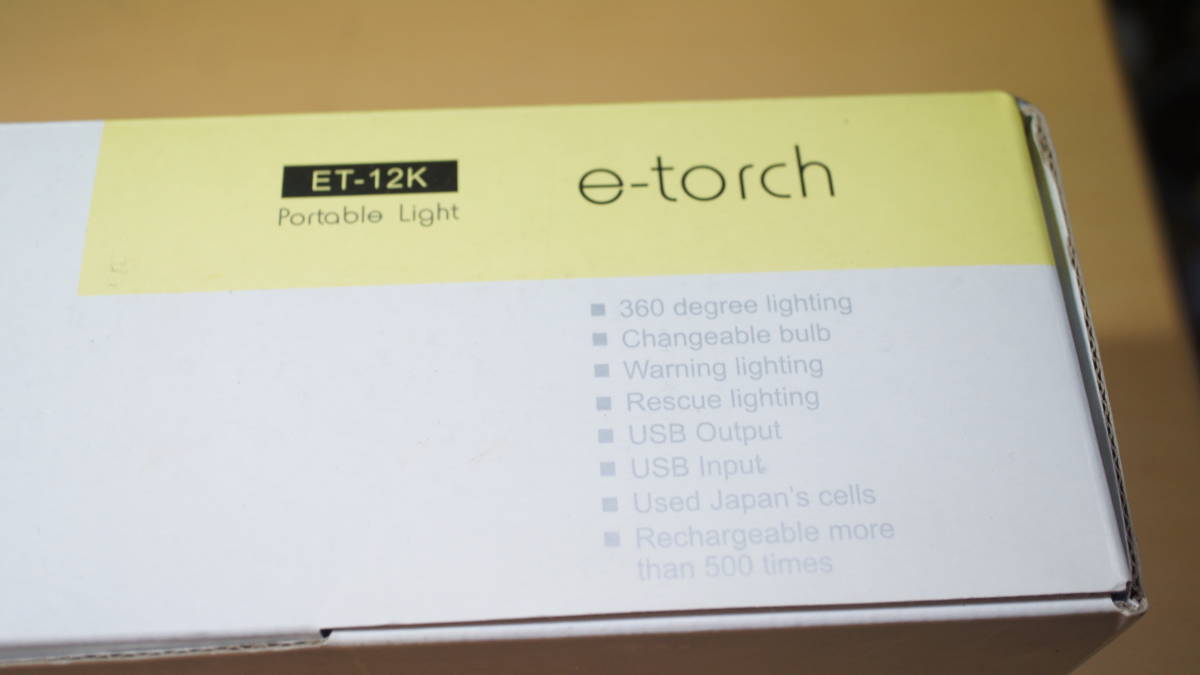 ET-12K
Portable Light
e-torch
360 degree lighting
Changeable bulb
Warning lighting
Rescue lighting
USB Output
USB Input
Used Japan's cells
Rechargeable more
than 500 times